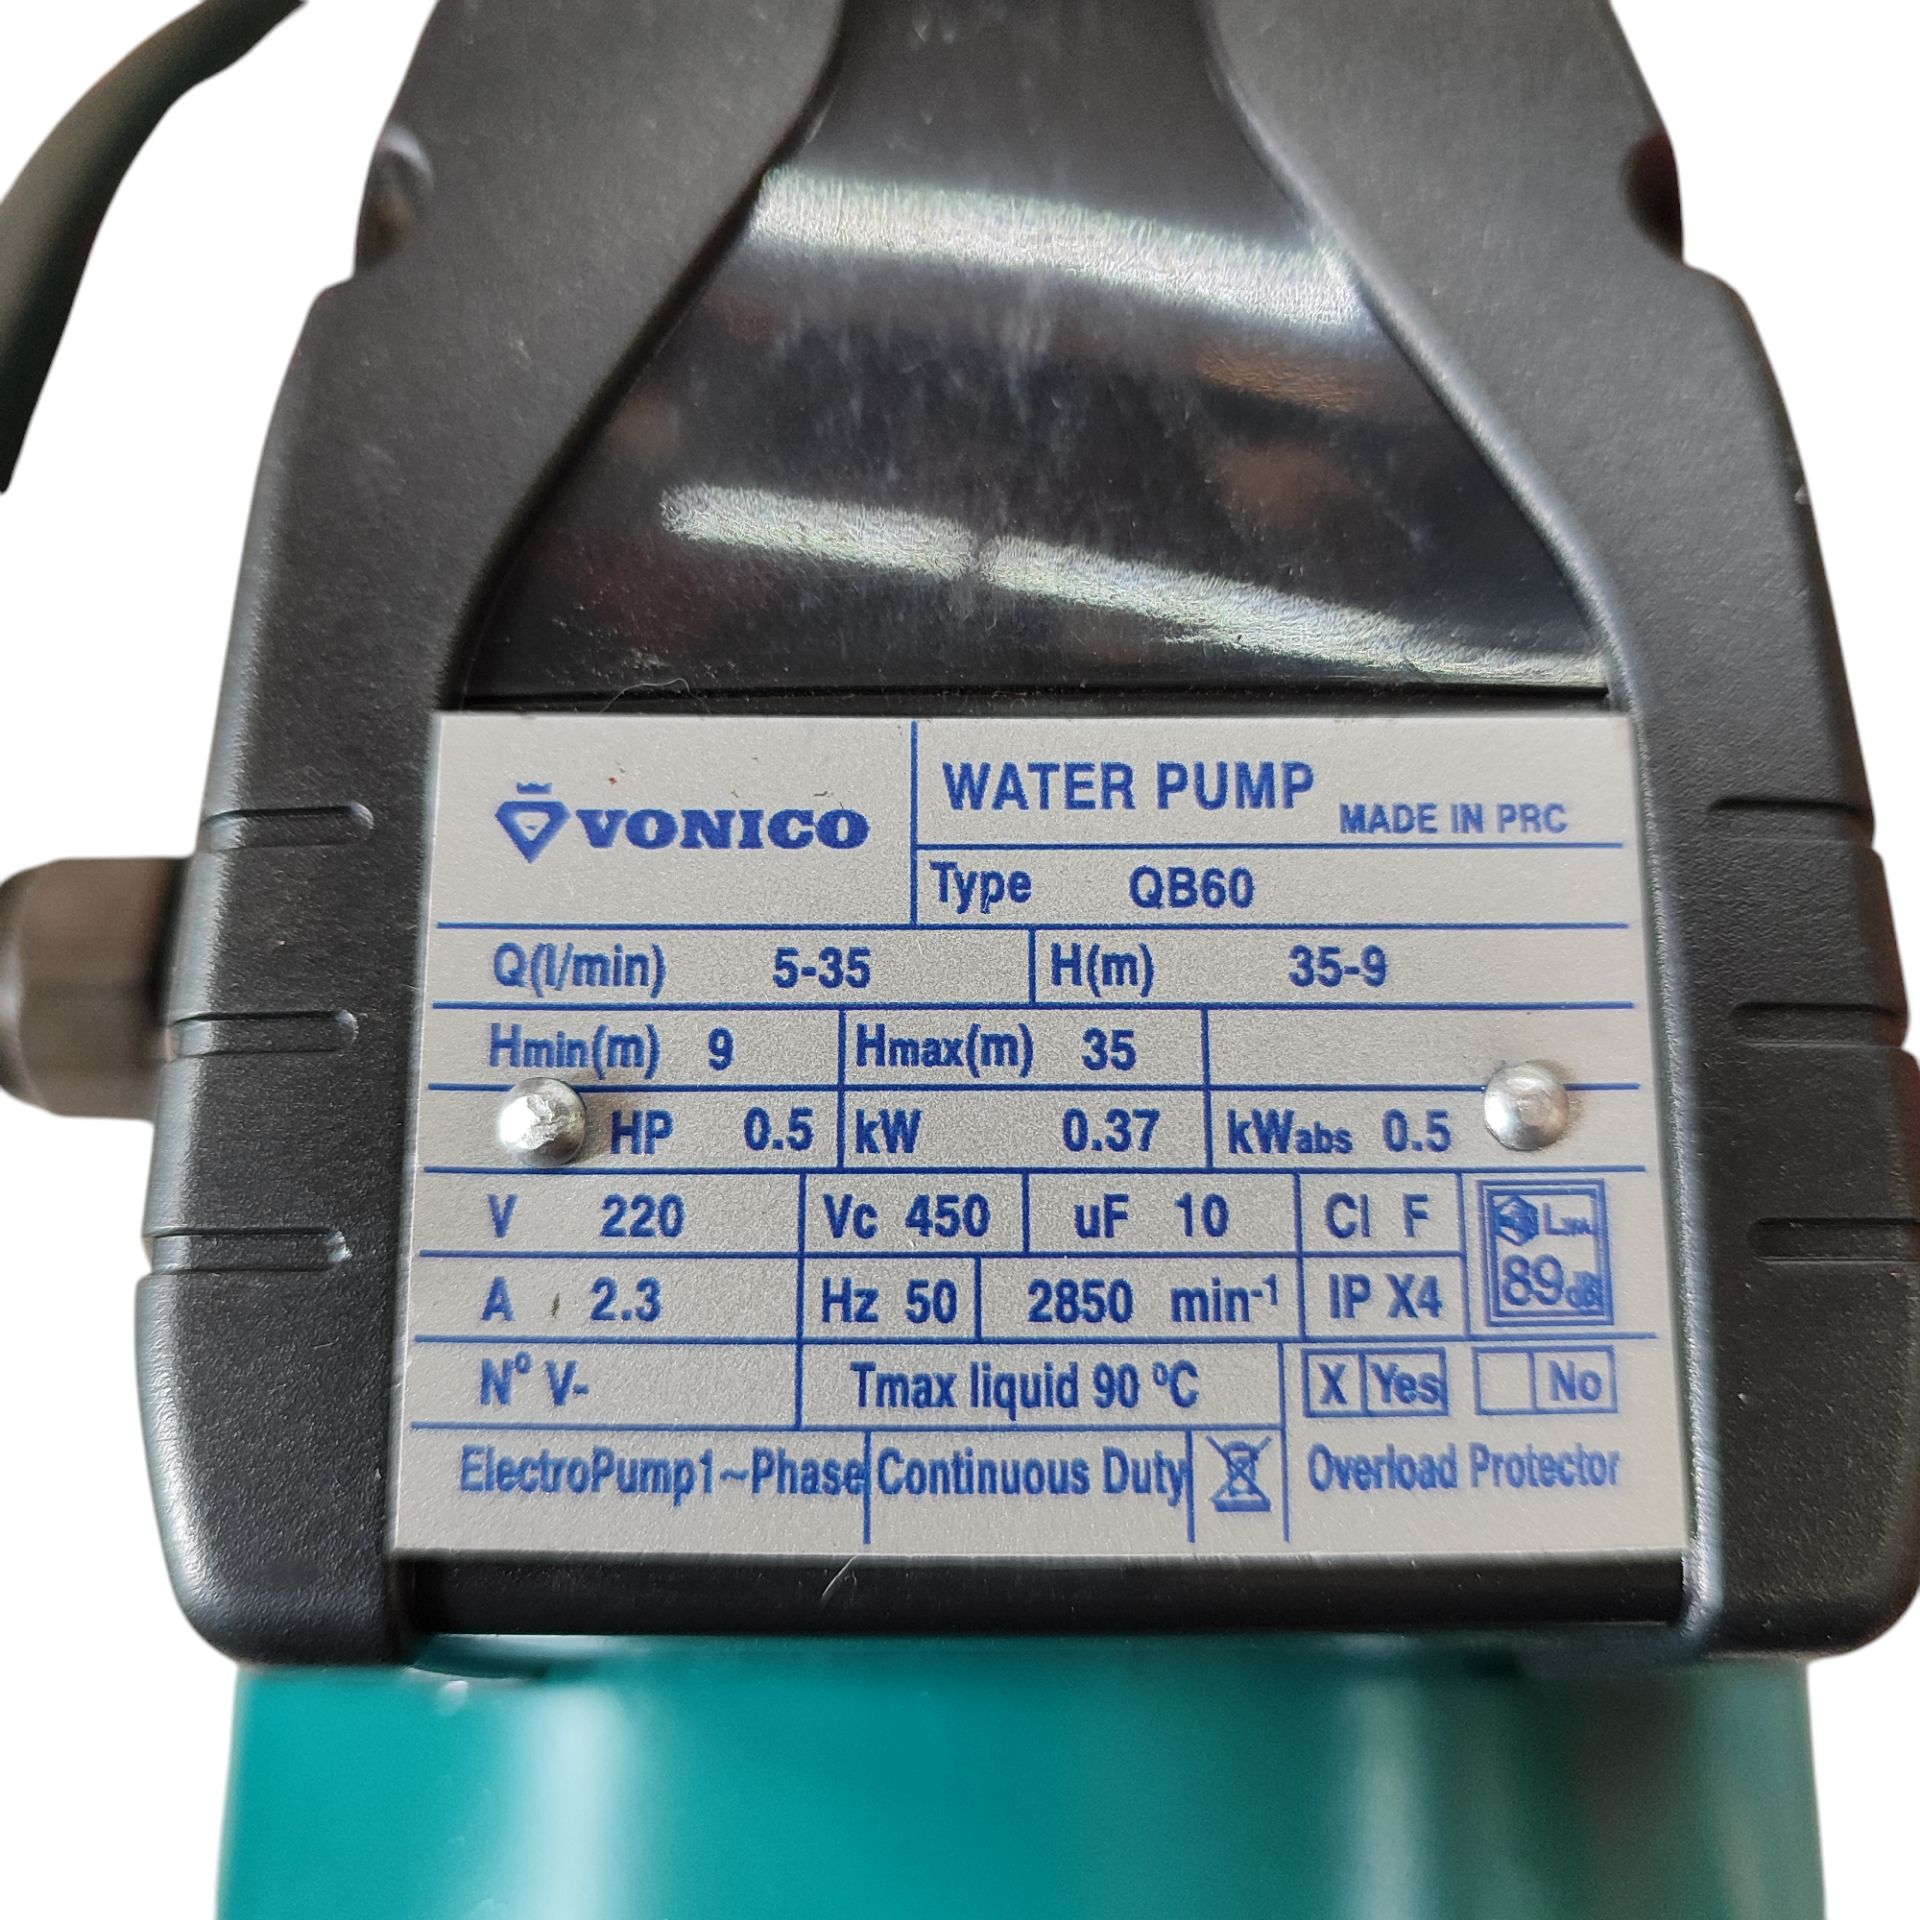 VONICO
WATER PUMP MADE IN PRC
Type QB60
Q(l/min) 5-35 H(m) 35-9
Hmin(m) 9 Hmax(m) 35
HP 0.5 kW 0.37 kWabs 0.5
V 220 Vc 450 uF 10 Cl F
A 2.3 Hz 50 2850 min-1 IP X4
89dB
N° V- Tmax liquid 90 ºC X Yes No
ElectroPump1~Phase Continuous Duty Overload Protector